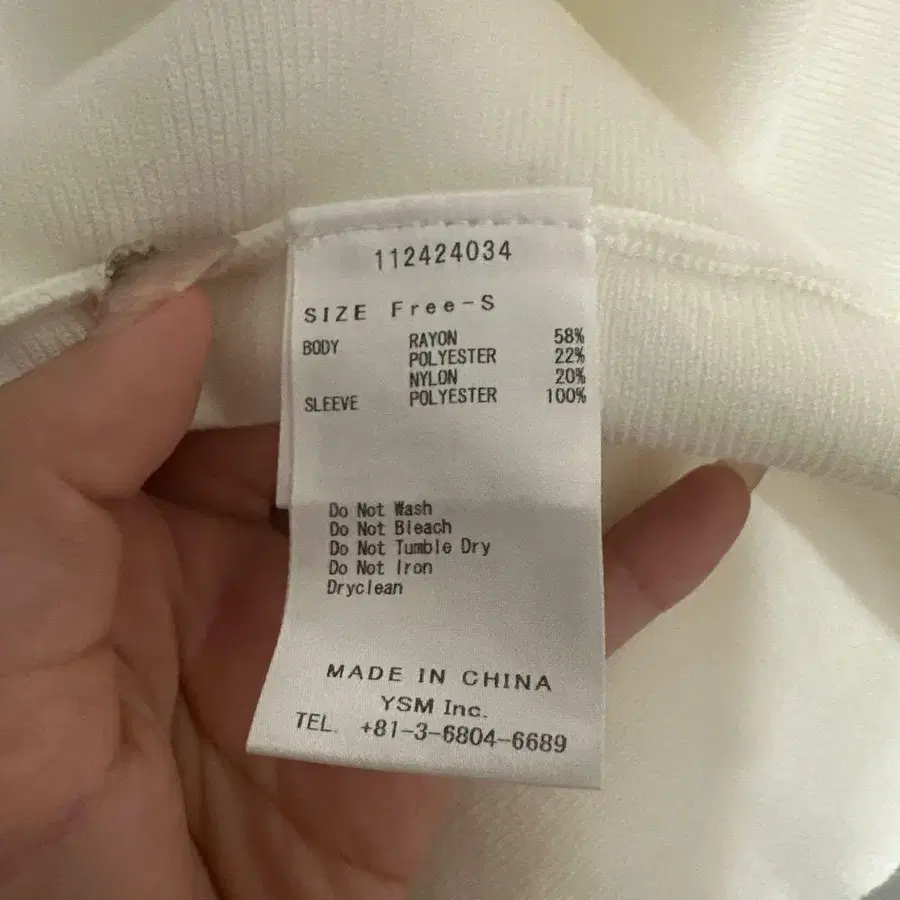 112424034
SIZE Free-S
BODY RAYON 58%
POLYESTER 22%
NYLON 20%
SLEEVE POLYESTER 100%
Do Not Wash
Do Not Bleach
Do Not Tumble Dry
Do Not Iron
Dryclean
MADE IN CHINA
YSM Inc.
TEL. +81-3-6804-6689